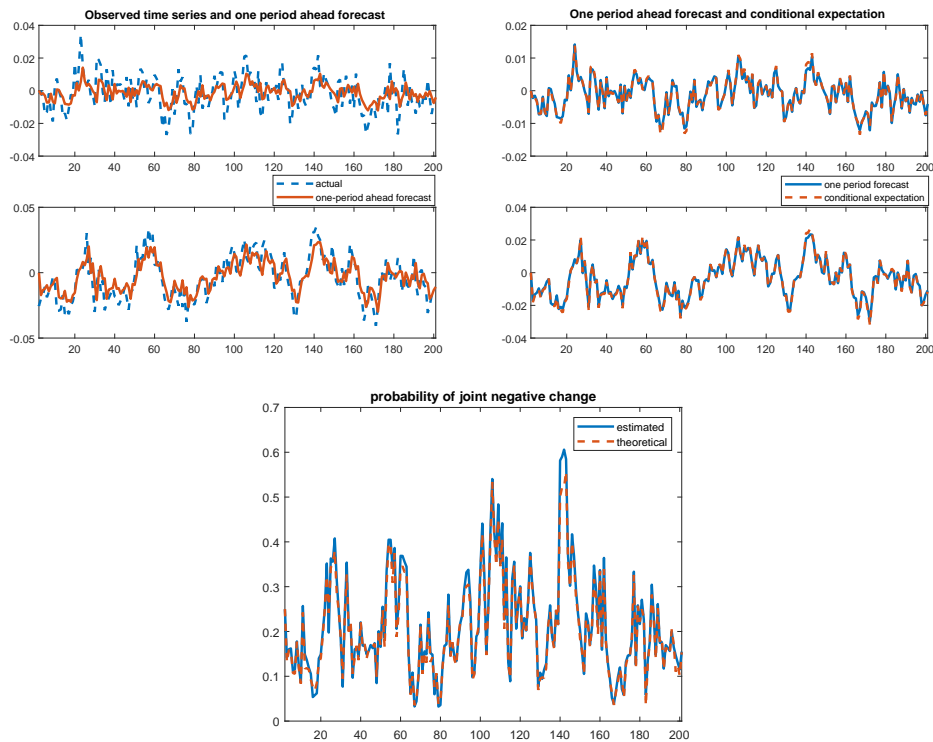 Observed time series and one period ahead forecast
0.04
0.02
0
-0.02
-0.04
20 40 60 80 100 120 140 160 180 200
actual
one-period ahead forecast
0.05
0
-0.05
20 40 60 80 100 120 140 160 180 200
One period ahead forecast and conditional expectation
0.02
0.01
0
-0.01
-0.02
20 40 60 80 100 120 140 160 180 200
one period forecast
conditional expectation
0.04
0.02
0
-0.02
-0.04
20 40 60 80 100 120 140 160 180 200
probability of joint negative change
0.7
0.6
0.5
0.4
0.3
0.2
0.1
0
estimated
theoretical
20 40 60 80 100 120 140 160 180 200